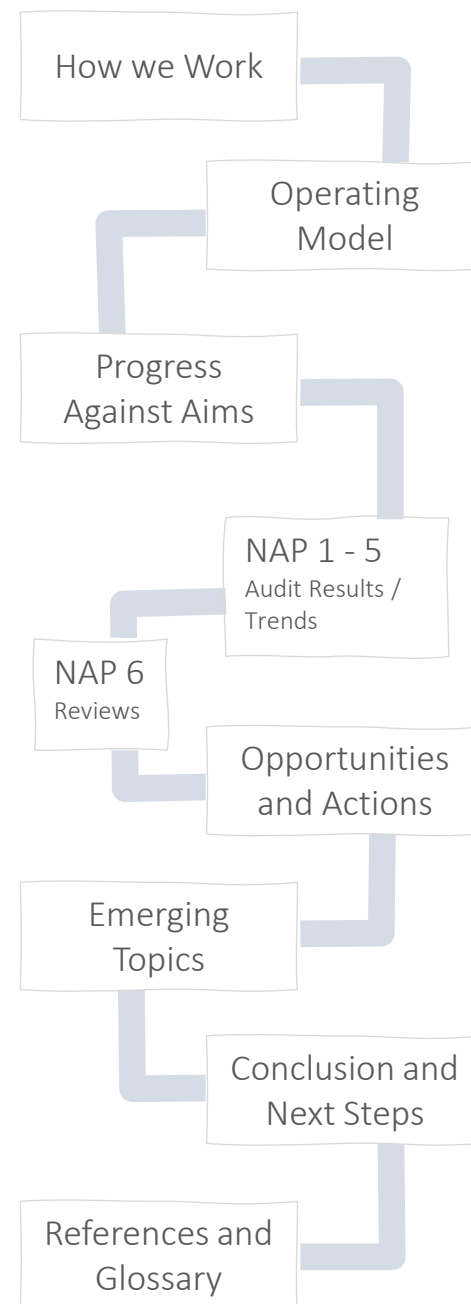 How we Work
Operating
Model
Progress
Against Aims
NAP 1 - 5
Audit Results /
Trends
NAP 6
Reviews
Opportunities
and Actions
Emerging
Topics
Conclusion and
Next Steps
References and
Glossary